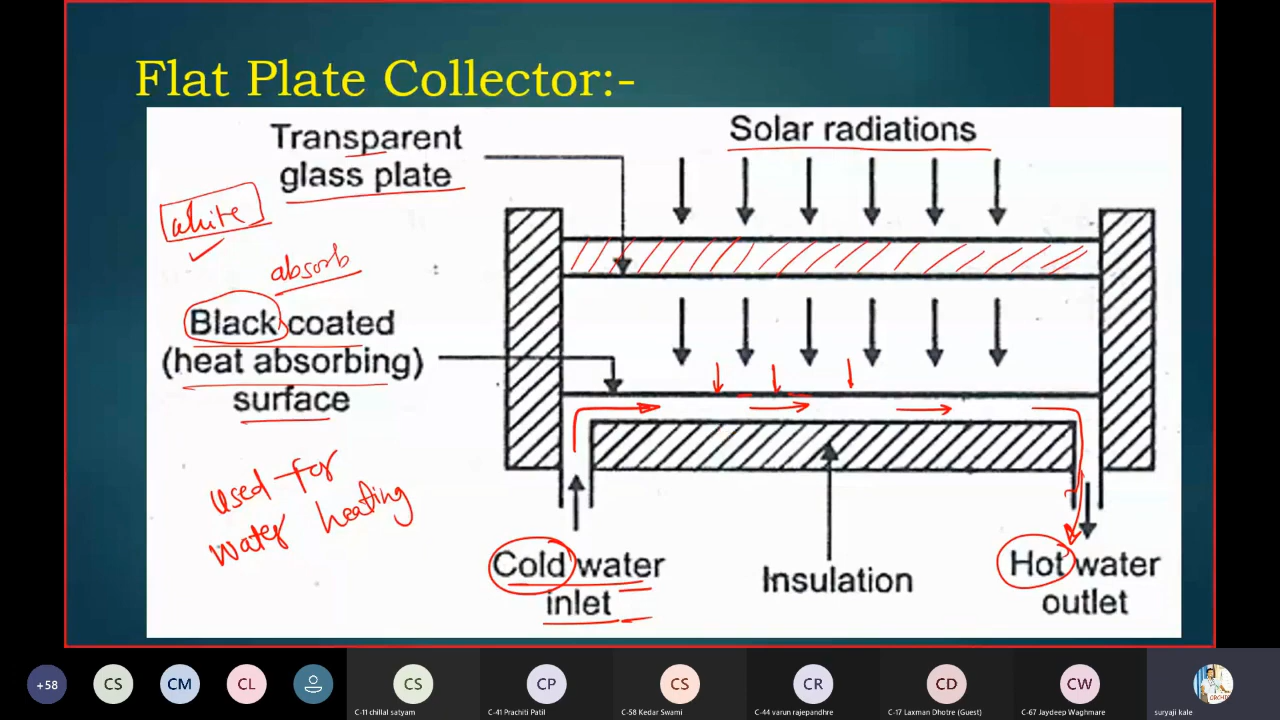 Flat Plate Collector:-
Transparent
glass plate
Solar radiations
white
absorb
Black coated
(heat absorbing)
surface
used for
water heating
Cold water
inlet
Insulation
Hot water
outlet
+58
CS
CM
CL
CS
C-11 chillal satyam
CP
C-41 Prachiti Patil
CS
C-58 Kedar Swami
CR
C-44 varun rajepandhre
CD
C-17 Laxman Dhotre (Guest)
CW
C-67 Jaydeep Waghmare
suryaji kale